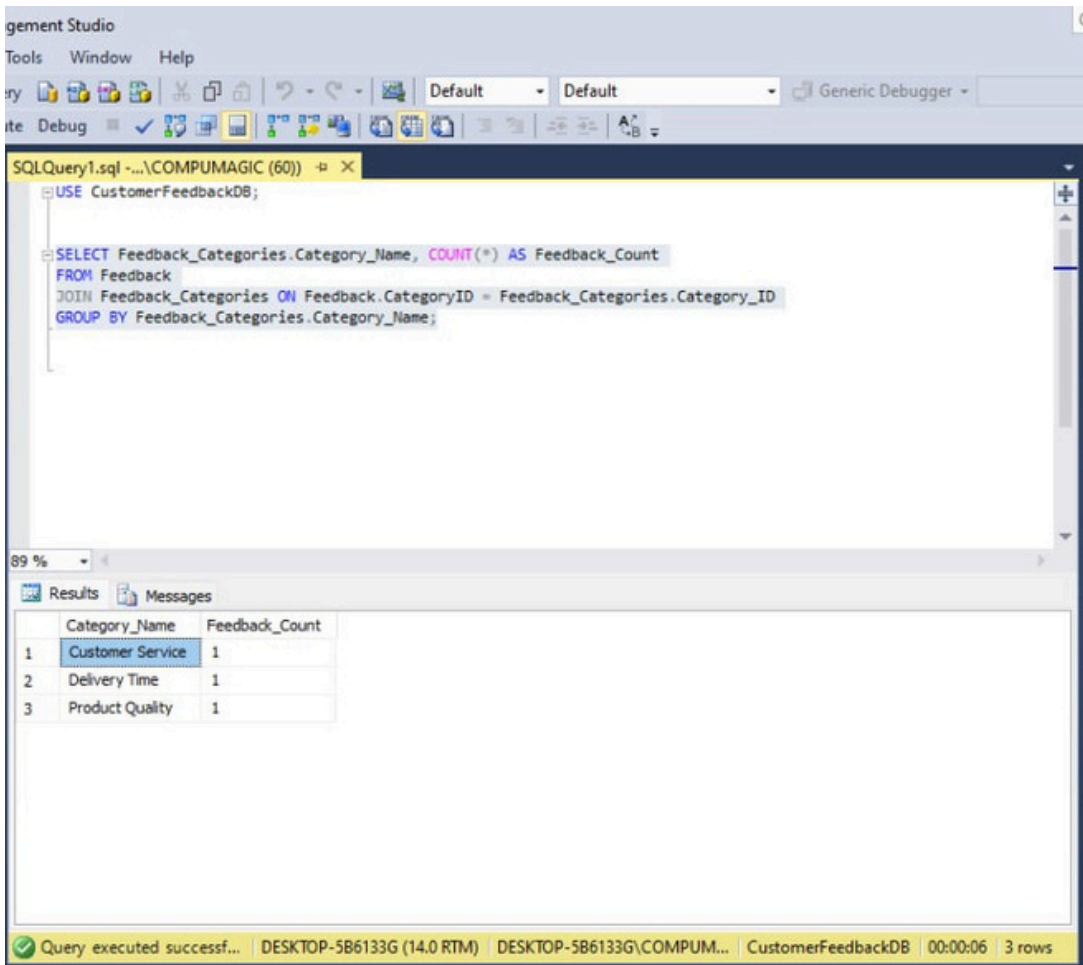 gement Studio
Tools Window Help
ry Default Default Generic Debugger
te Debug
SQLQuery1.sql -...\COMPUMAGIC (60))
USE CustomerFeedbackDB;
SELECT Feedback_Categories.Category_Name, COUNT(*) AS Feedback_Count
FROM Feedback
JOIN Feedback_Categories ON Feedback.CategoryID = Feedback_Categories.Category_ID
GROUP BY Feedback_Categories.Category_Name;
89 %
Results Messages
Category_Name Feedback_Count
1 Customer Service 1
2 Delivery Time 1
3 Product Quality 1
Query executed successf... DESKTOP-5B6133G (14.0 RTM) DESKTOP-5B6133G\COMPUM... CustomerFeedbackDB 00:00:06 3 rows